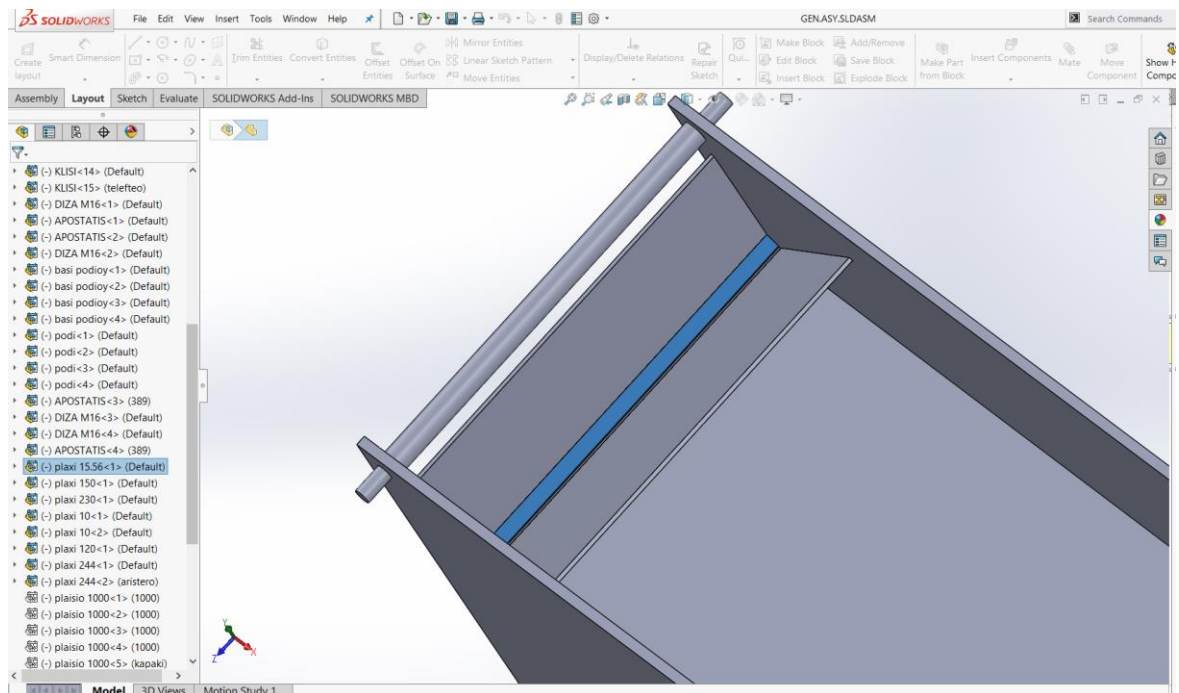 SOLIDWORKS File Edit View Insert Tools Window Help GEN.ASY.SLDASM Search Commands
Create layout
Smart Dimension
Trim Entities
Convert Entities
Offset Entities
Offset On Surface
Mirror Entities
Linear Sketch Pattern
Move Entities
Display/Delete Relations
Repair Sketch
Qui...
Make Block
Edit Block
Insert Block
Add/Remove
Save Block
Explode Block
Make Part from Block
Insert Components
Mate
Move Component
Show H
Compo
Assembly Layout Sketch Evaluate SOLIDWORKS Add-Ins SOLIDWORKS MBD
(-) KLISI<14> (Default)
(-) KLISI<15> (telefteo)
(-) DIZA M16<1> (Default)
(-) APOSTATIS<1> (Default)
(-) APOSTATIS<2> (Default)
(-) DIZA M16<2> (Default)
(-) basi podioy<1> (Default)
(-) basi podioy<2> (Default)
(-) basi podioy<3> (Default)
(-) basi podioy<4> (Default)
(-) podi<1> (Default)
(-) podi<2> (Default)
(-) podi<3> (Default)
(-) podi<4> (Default)
(-) APOSTATIS<3> (389)
(-) DIZA M16<3> (Default)
(-) DIZA M16<4> (Default)
(-) APOSTATIS<4> (389)
(-) plaxi 15.56<1> (Default)
(-) plaxi 150<1> (Default)
(-) plaxi 230<1> (Default)
(-) plaxi 10<1> (Default)
(-) plaxi 10<2> (Default)
(-) plaxi 120<1> (Default)
(-) plaxi 244<1> (Default)
(-) plaxi 244<2> (aristero)
(-) plaisio 1000<1> (1000)
(-) plaisio 1000<2> (1000)
(-) plaisio 1000<3> (1000)
(-) plaisio 1000<4> (1000)
(-) plaisio 1000<5> (kapaki)
Y
X
Z
Model 3D Views Motion Study 1